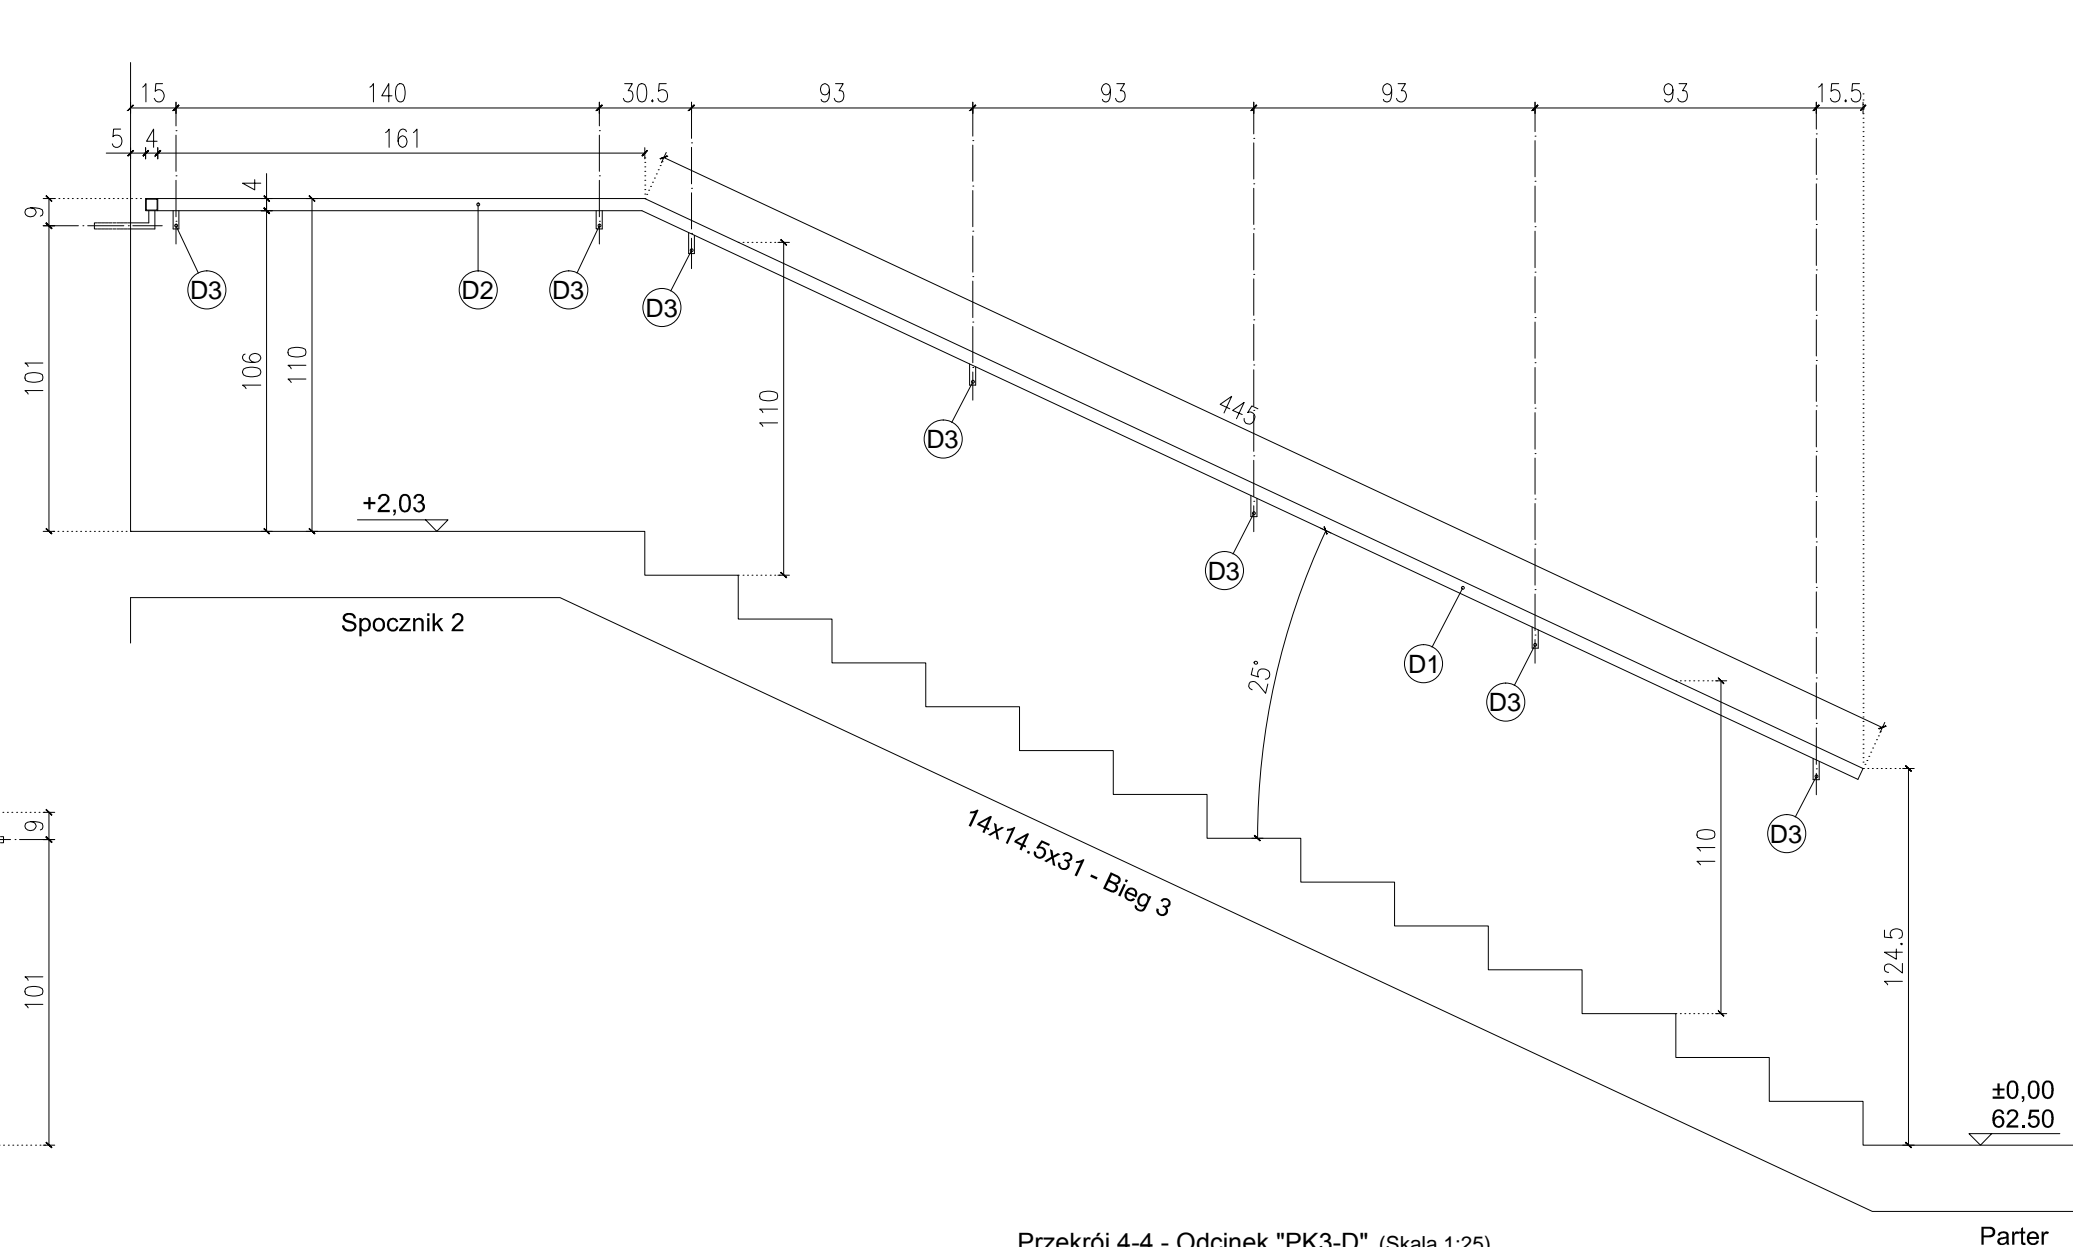 15 140 30.5 93 93 93 93 15.5
5 4 161
4
9
D3 D2 D3 D3
101
106
110
110
445
D3
+2,03
D3
Spocznik 2
25°
D1
D3
9
14x14.5x31 - Bieg 3
110
D3
101
124.5
±0,00
62.50
Przekrój 4-4 - Odcinek "PK3-D" (Skala 1:25)
Parter